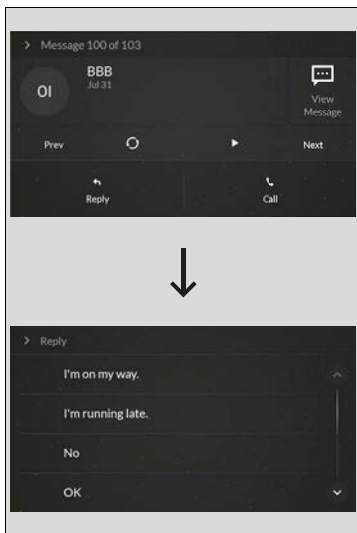 Message 100 of 103
BBB
Jul 31
OI
View
Message
Prev
Next
Reply
Call
Reply
I'm on my way.
I'm running late.
No
OK